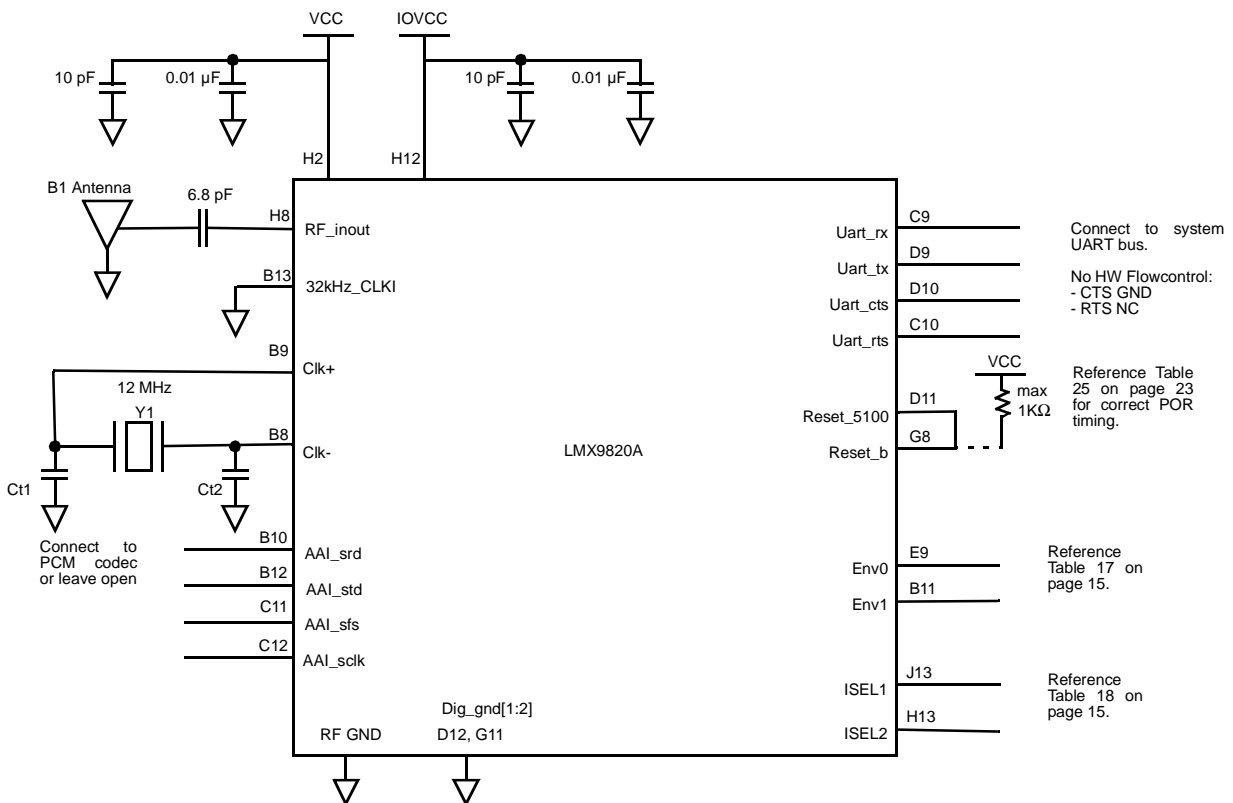 VCC
IOVCC
10 pF
0.01 µF
10 pF
0.01 µF
H2
H12
B1 Antenna
6.8 pF
H8
RF_inout
B13
32kHz_CLKI
B9
Clk+
12 MHz
Y1
B8
Clk-
Ct1
Ct2
Connect to
PCM codec
or leave open
B10
AAI_srd
B12
AAI_std
C11
AAI_sfs
C12
AAI_sclk
LMX9820A
Dig_gnd[1:2]
RF GND
D12, G11
C9
Uart_rx
D9
Uart_tx
D10
Uart_cts
C10
Uart_rts
Connect to system
UART bus.
No HW Flowcontrol:
- CTS GND
- RTS NC
VCC
max
1KΩ
D11
Reset_5100
G8
Reset_b
Reference Table
25 on page 23
for correct POR
timing.
E9
Env0
B11
Env1
Reference
Table 17 on
page 15.
J13
ISEL1
H13
ISEL2
Reference
Table 18 on
page 15.